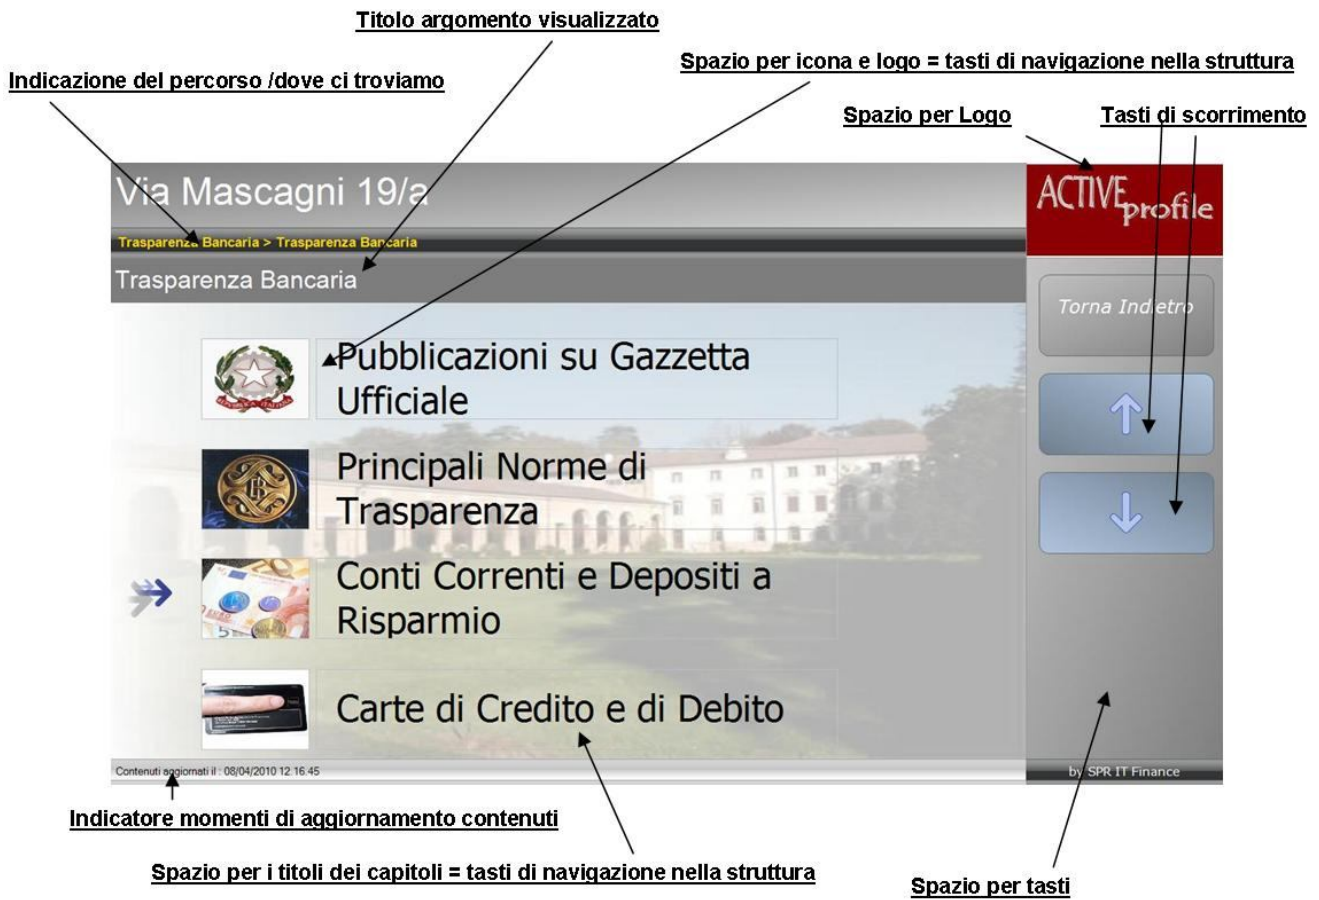 Titolo argomento visualizzato
Spazio per icona e logo = tasti di navigazione nella struttura
Indicazione del percorso /dove ci troviamo
Spazio per Logo
Tasti di scorrimento
Via Mascagni 19/a
ACTIVE
profile
Trasparenza Bancaria > Trasparenza Bancaria
Trasparenza Bancaria
Torna Indietro
Pubblicazioni su Gazzetta
Ufficiale
Principali Norme di
Trasparenza
Conti Correnti e Depositi a
Risparmio
Carte di Credito e di Debito
Contenuti aggiornati il : 08/04/2010 12.16.45
by SPR IT Finance
Indicatore momenti di aggiornamento contenuti
Spazio per i titoli dei capitoli = tasti di navigazione nella struttura
Spazio per tasti